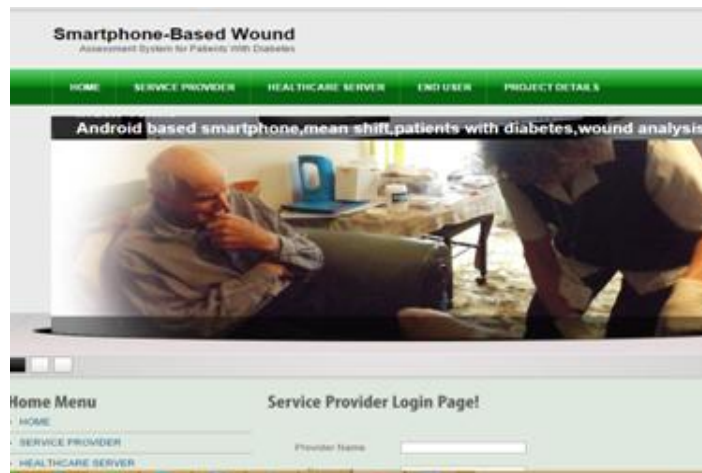 Smartphone-Based Wound
Assessment System for Patients With Diabetes
HOME SERVICE PROVIDER HEALTHCARE SERVER END USER PROJECT DETAILS
Android based smartphone,mean shift,patients with diabetes,wound analysis
Home Menu
HOME
SERVICE PROVIDER
HEALTHCARE SERVER
Service Provider Login Page!
Provider Name